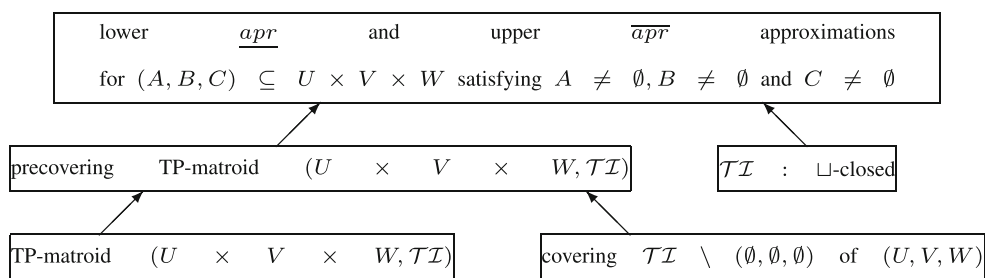 lower apr and upper apr approximations
for (A, B, C) ⊆ U × V × W satisfying A ≠ ∅, B ≠ ∅ and C ≠ ∅
precovering TP-matroid (U × V × W, 𝒯ℐ)
𝒯ℐ : ⊔-closed
TP-matroid (U × V × W, 𝒯ℐ)
covering 𝒯ℐ \ (∅, ∅, ∅) of (U, V, W)